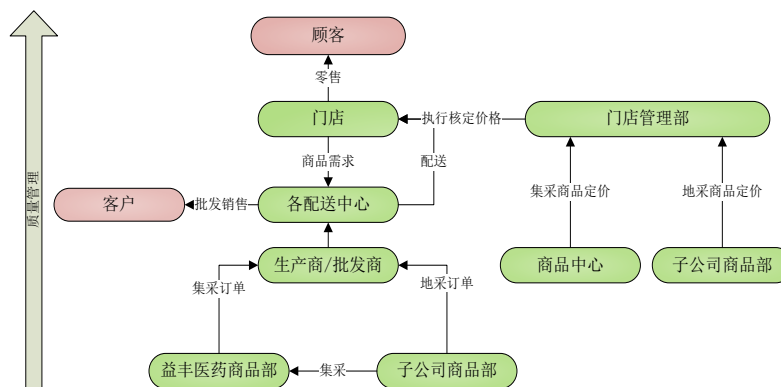 顾客
零售
门店
执行核定价格
门店管理部
商品需求
配送
质量管理
客户
批发销售
各配送中心
集采商品定价
地采商品定价
生产商/批发商
商品中心
子公司商品部
集采订单
地采订单
益丰医药商品部
集采
子公司商品部